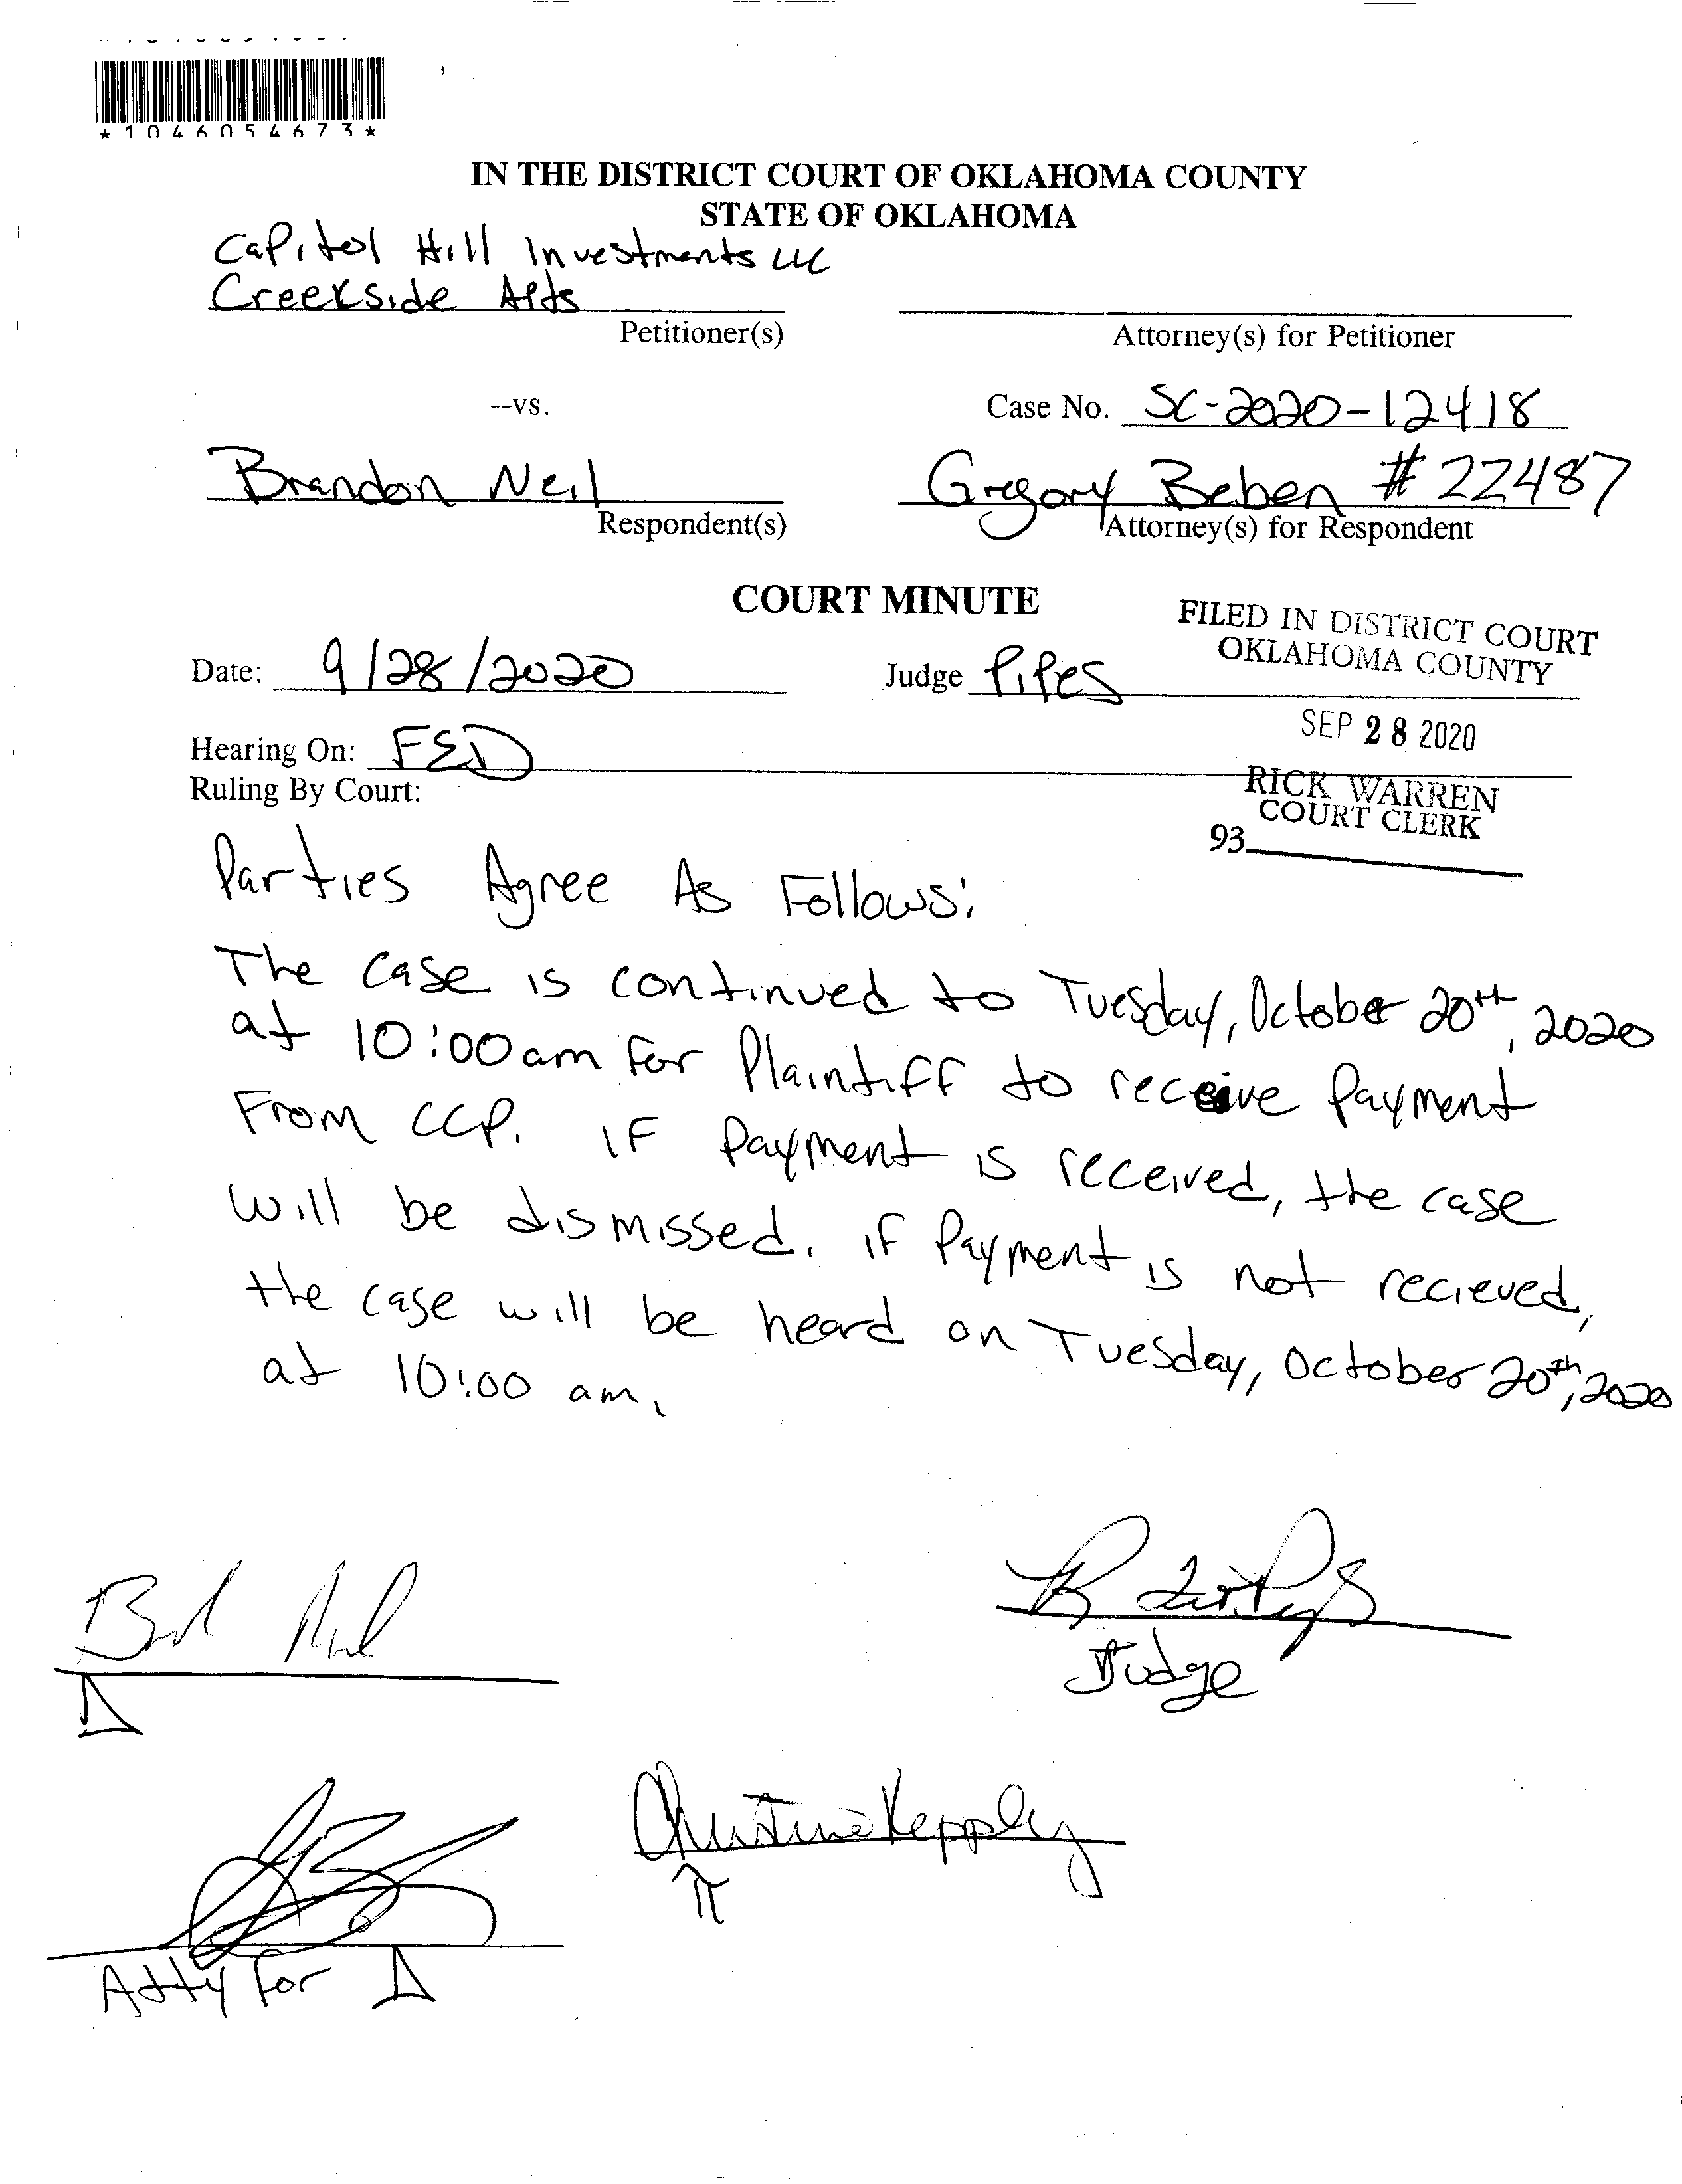 *1046054673*
IN THE DISTRICT COURT OF OKLAHOMA COUNTY
STATE OF OKLAHOMA
Capitol Hill Investments LLC
Creekside Apts
Petitioner(s)
Attorney(s) for Petitioner
--vs.
Case No. SC-2020-12418
Brandon Neil
Respondent(s)
Gregory Beben #22487
Attorney(s) for Respondent
COURT MINUTE
FILED IN DISTRICT COURT
OKLAHOMA COUNTY
Date: 9/28/2020
Judge Pipes
SEP 28 2020
Hearing On: FED
RICK WARREN
COURT CLERK
93
Ruling By Court:
Parties Agree As Follows:
The case is continued to Tuesday, October 20th, 2020
at 10:00 am for Plaintiff to receive Payment
From CCP. IF Payment is received, the case
will be dismissed. if Payment is not recieved,
the case will be heard on Tuesday, October 20th, 2020
at 10:00 am.
Judge
Δ
Christine Kepply
π
Atty For Δ